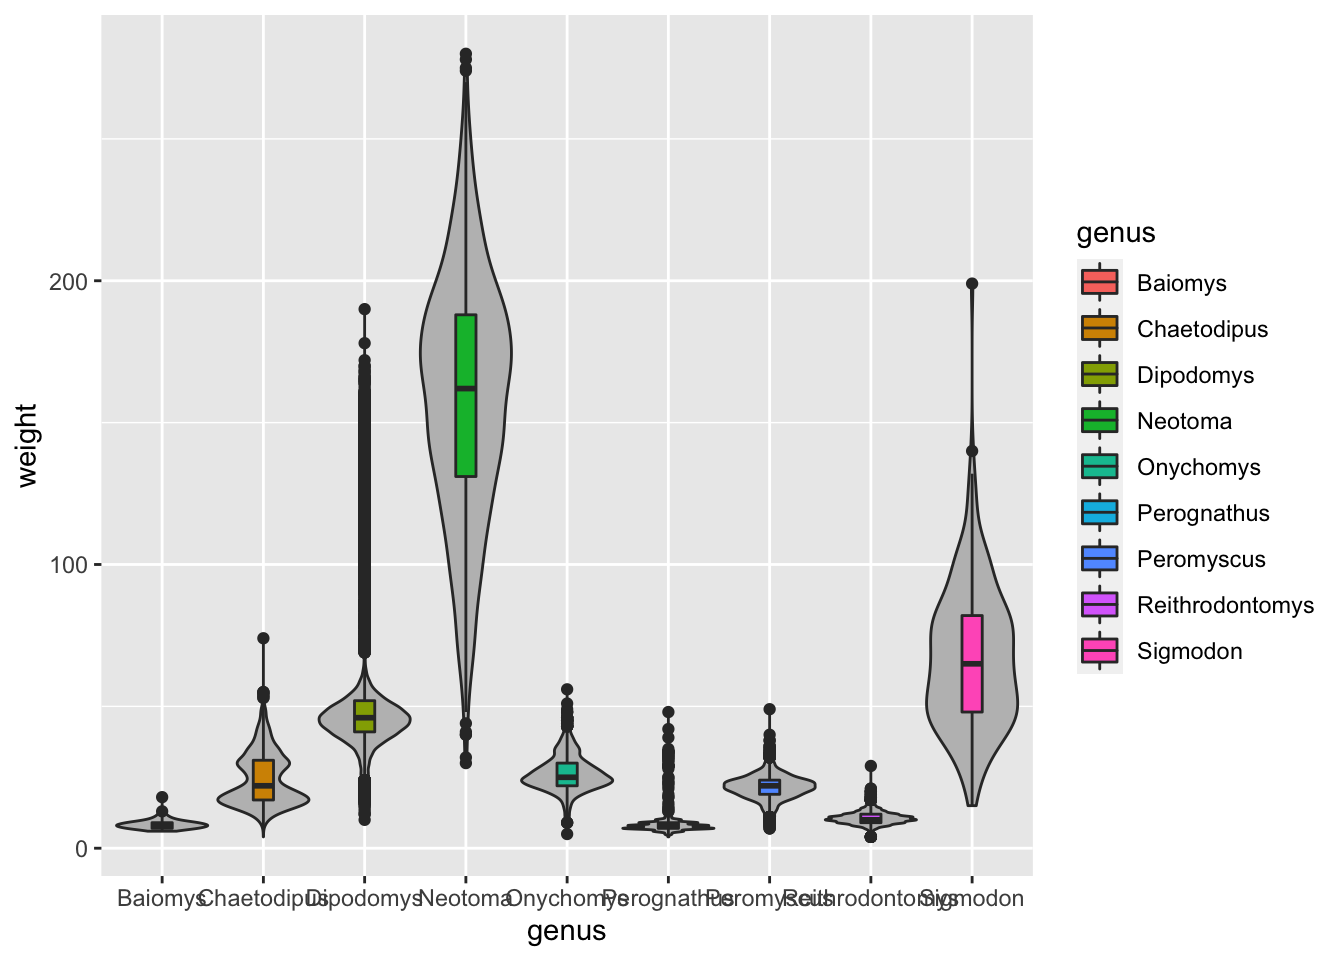 weight
200
100
0
Baiomys Chaetodipus Dipodomys Neotoma Onychomys Perognathus Peromyscus Reithrodontomys Sigmodon
genus
genus
Baiomys
Chaetodipus
Dipodomys
Neotoma
Onychomys
Perognathus
Peromyscus
Reithrodontomys
Sigmodon